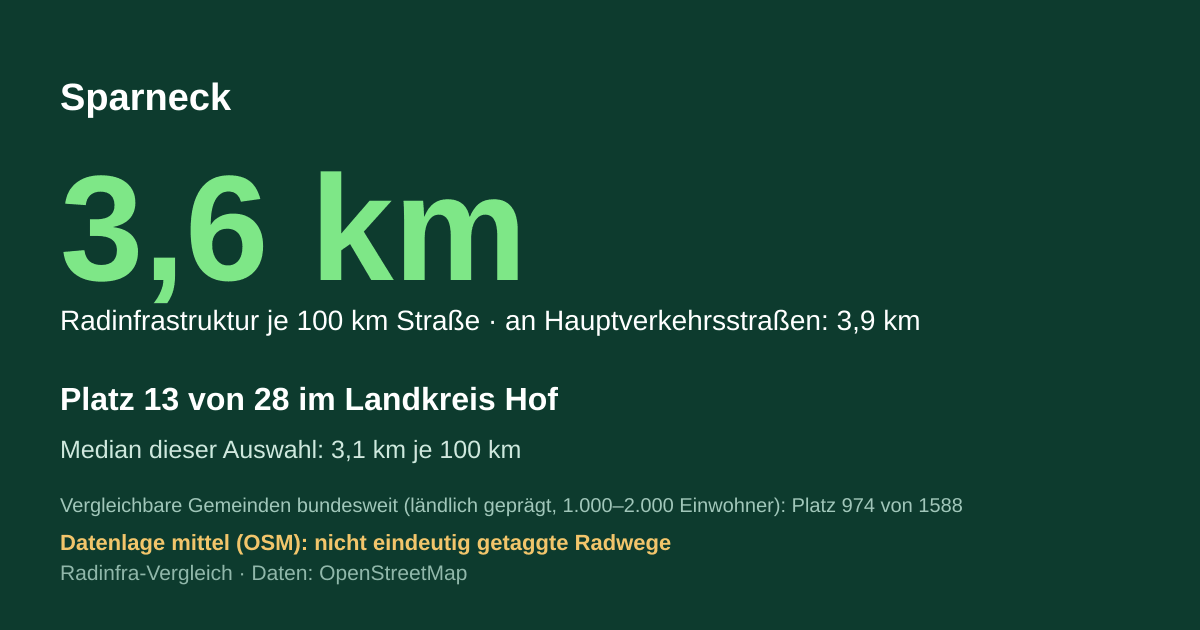 Sparneck
3,6 km
Radinfrastruktur je 100 km Straße · an Hauptverkehrsstraßen: 3,9 km
Platz 13 von 28 im Landkreis Hof
Median dieser Auswahl: 3,1 km je 100 km
Vergleichbare Gemeinden bundesweit (ländlich geprägt, 1.000–2.000 Einwohner): Platz 974 von 1588
Datenlage mittel (OSM): nicht eindeutig getaggte Radwege
Radinfra-Vergleich · Daten: OpenStreetMap